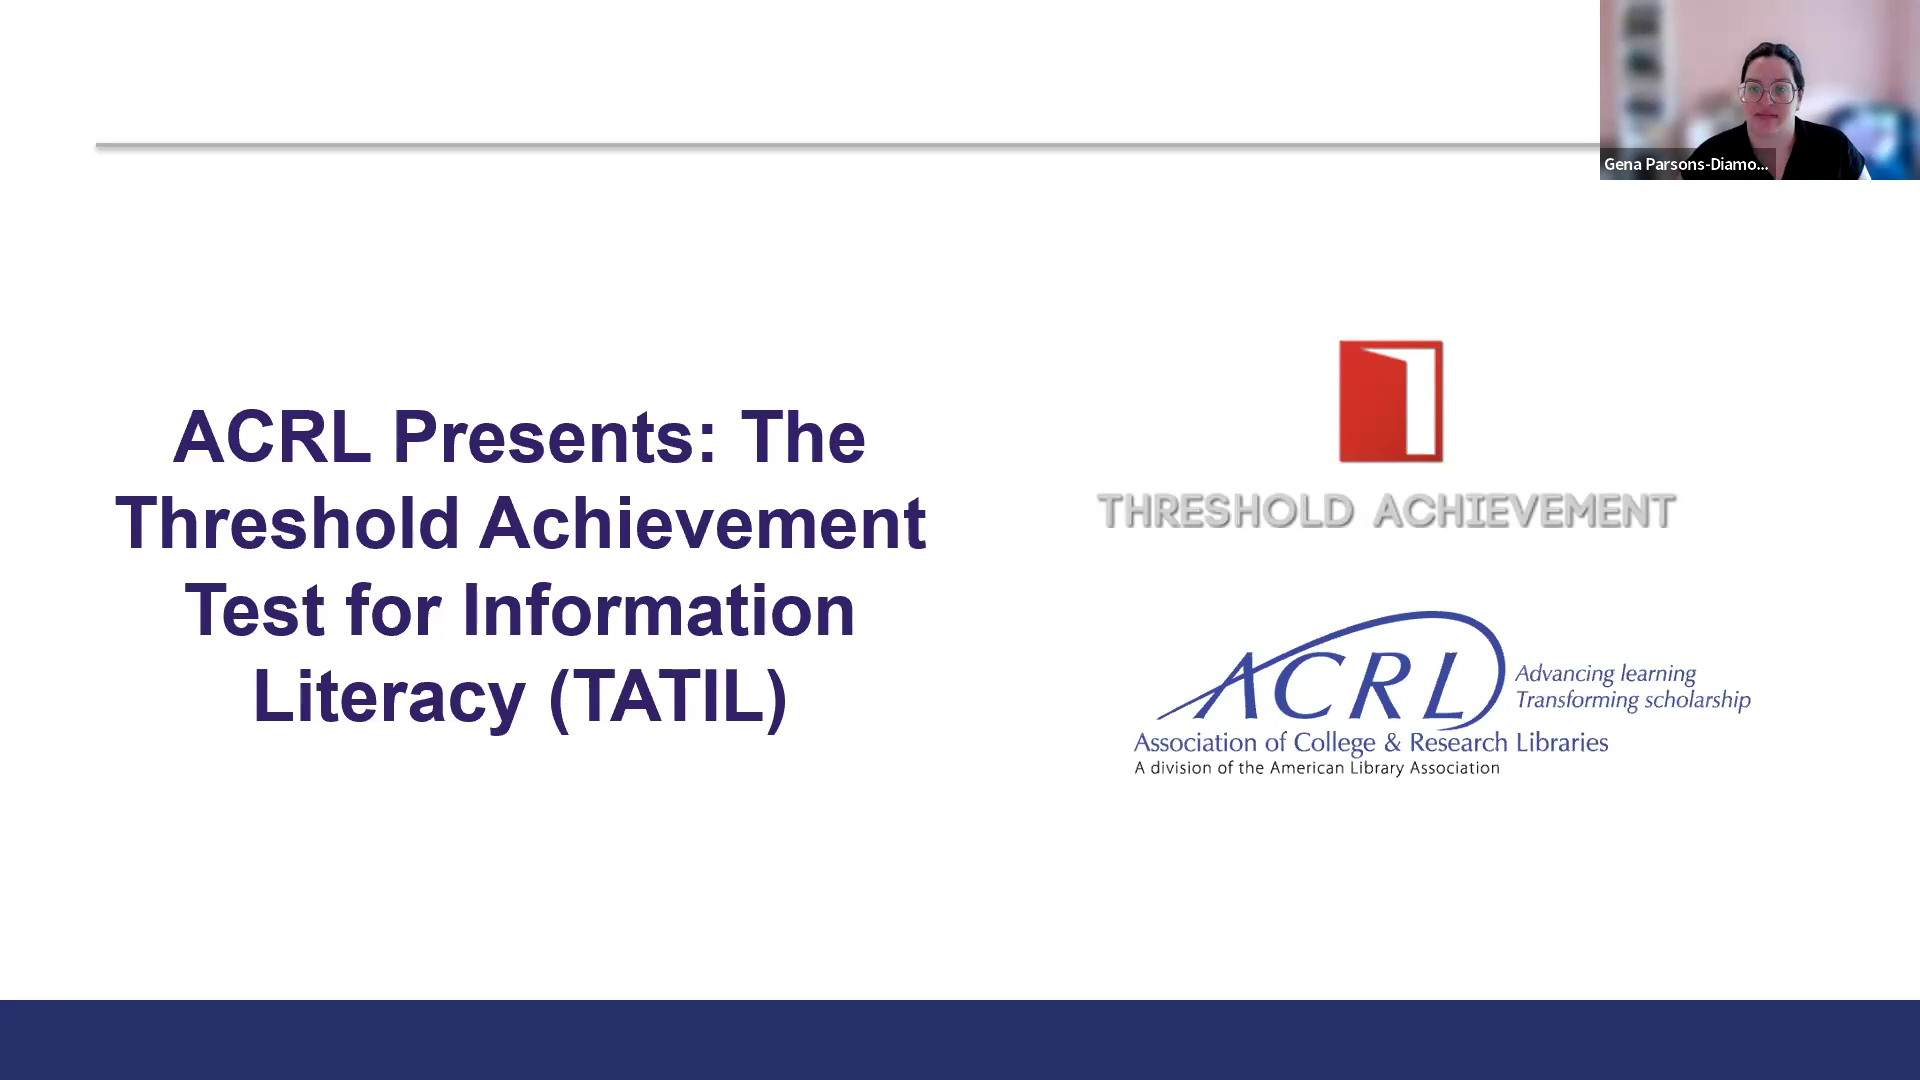 Gena Parsons-Diamo...
ACRL Presents: The
Threshold Achievement
Test for Information
Literacy (TATIL)
THRESHOLD ACHIEVEMENT
ACRL
Advancing learning
Transforming scholarship
Association of College & Research Libraries
A division of the American Library Association